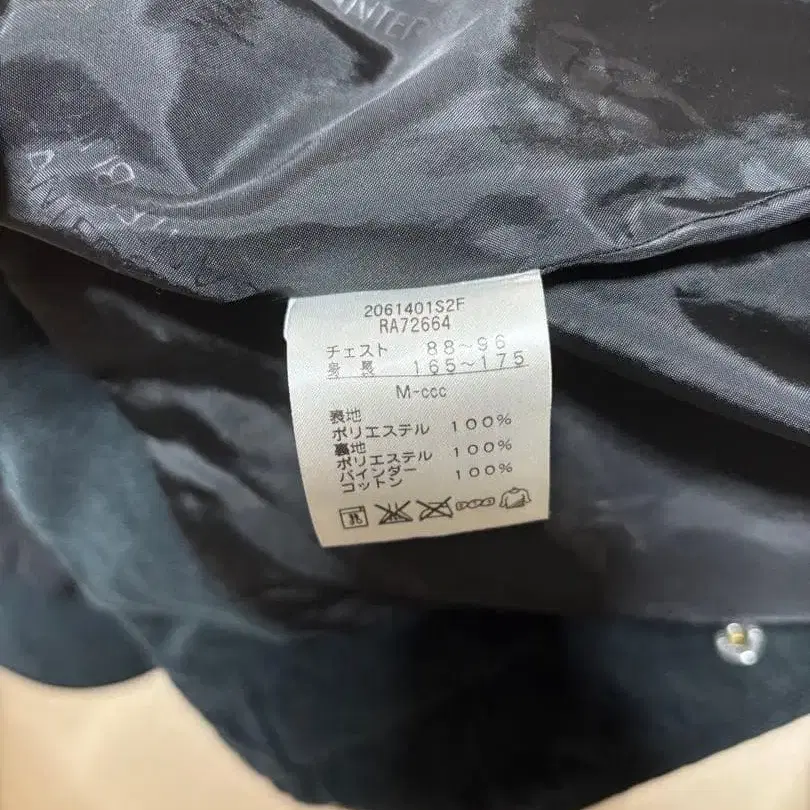 2061401S2F
RA72664
チェスト 88~96
身長 165~175
M-ccc
表地
ポリエステル 100%
裏地
ポリエステル 100%
バインダー
コットン 100%